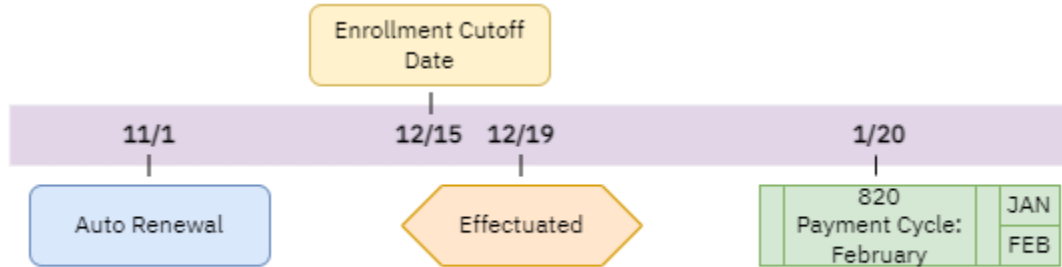 Enrollment Cutoff
Date
11/1
12/15
12/19
1/20
Auto Renewal
Effectuated
820
Payment Cycle:
February
JAN
FEB